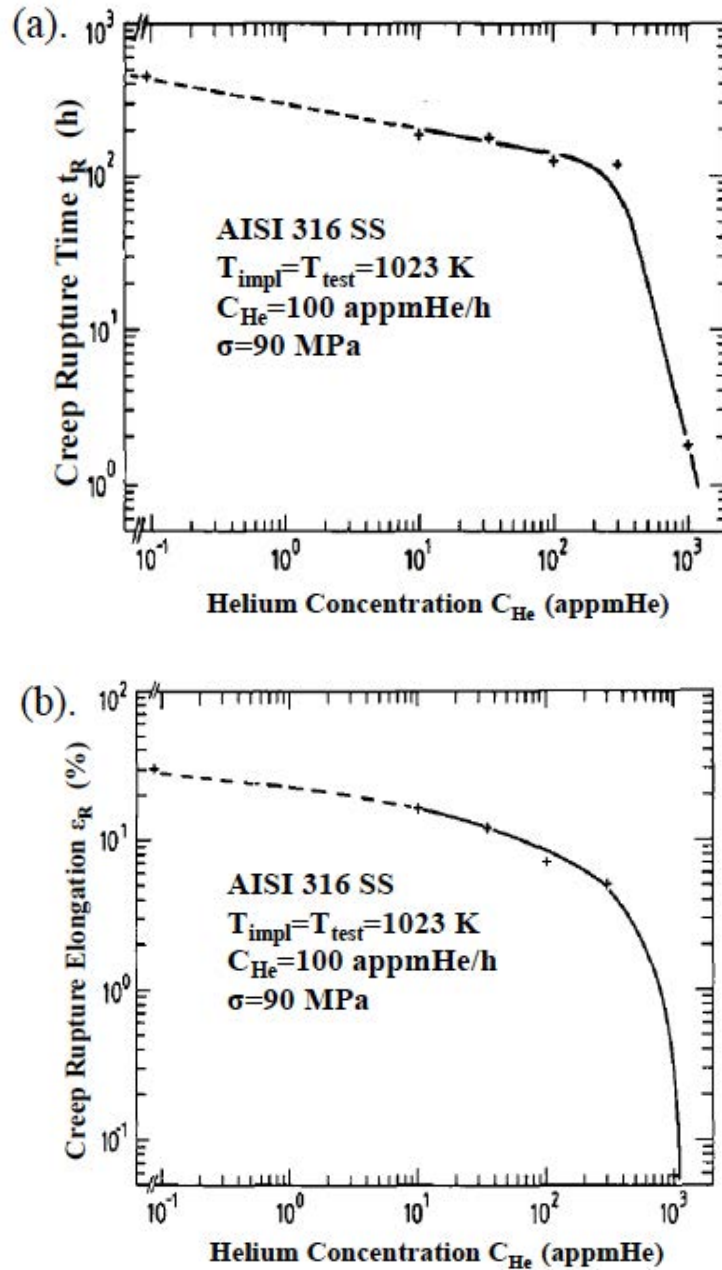 (a).
10³
10²
10¹
10⁰
Creep Rupture Time t_R (h)
AISI 316 SS
T_impl=T_test=1023 K
C_He=100 appmHe/h
σ=90 MPa
10⁻¹ 10⁰ 10¹ 10² 10³
Helium Concentration C_He (appmHe)
(b).
10²
10¹
10⁰
10⁻¹
Creep Rupture Elongation ε_R (%)
AISI 316 SS
T_impl=T_test=1023 K
C_He=100 appmHe/h
σ=90 MPa
10⁻¹ 10⁰ 10¹ 10² 10³
Helium Concentration C_He (appmHe)